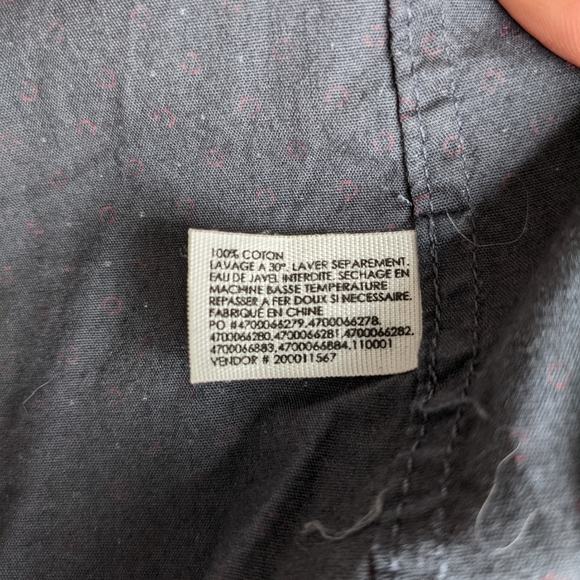 100% COTON
LAVAGE A 30°. LAVER SEPAREMENT.
EAU DE JAVEL INTERDITE. SECHAGE EN
MACHINE BASSE TEMPERATURE
REPASSER A FER DOUX SI NECESSAIRE.
FABRIQUE EN CHINE
PO #4700066279,4700066278,
4700066280,4700066281,4700066282,
4700066883,4700066884,110001
VENDOR # 200011567